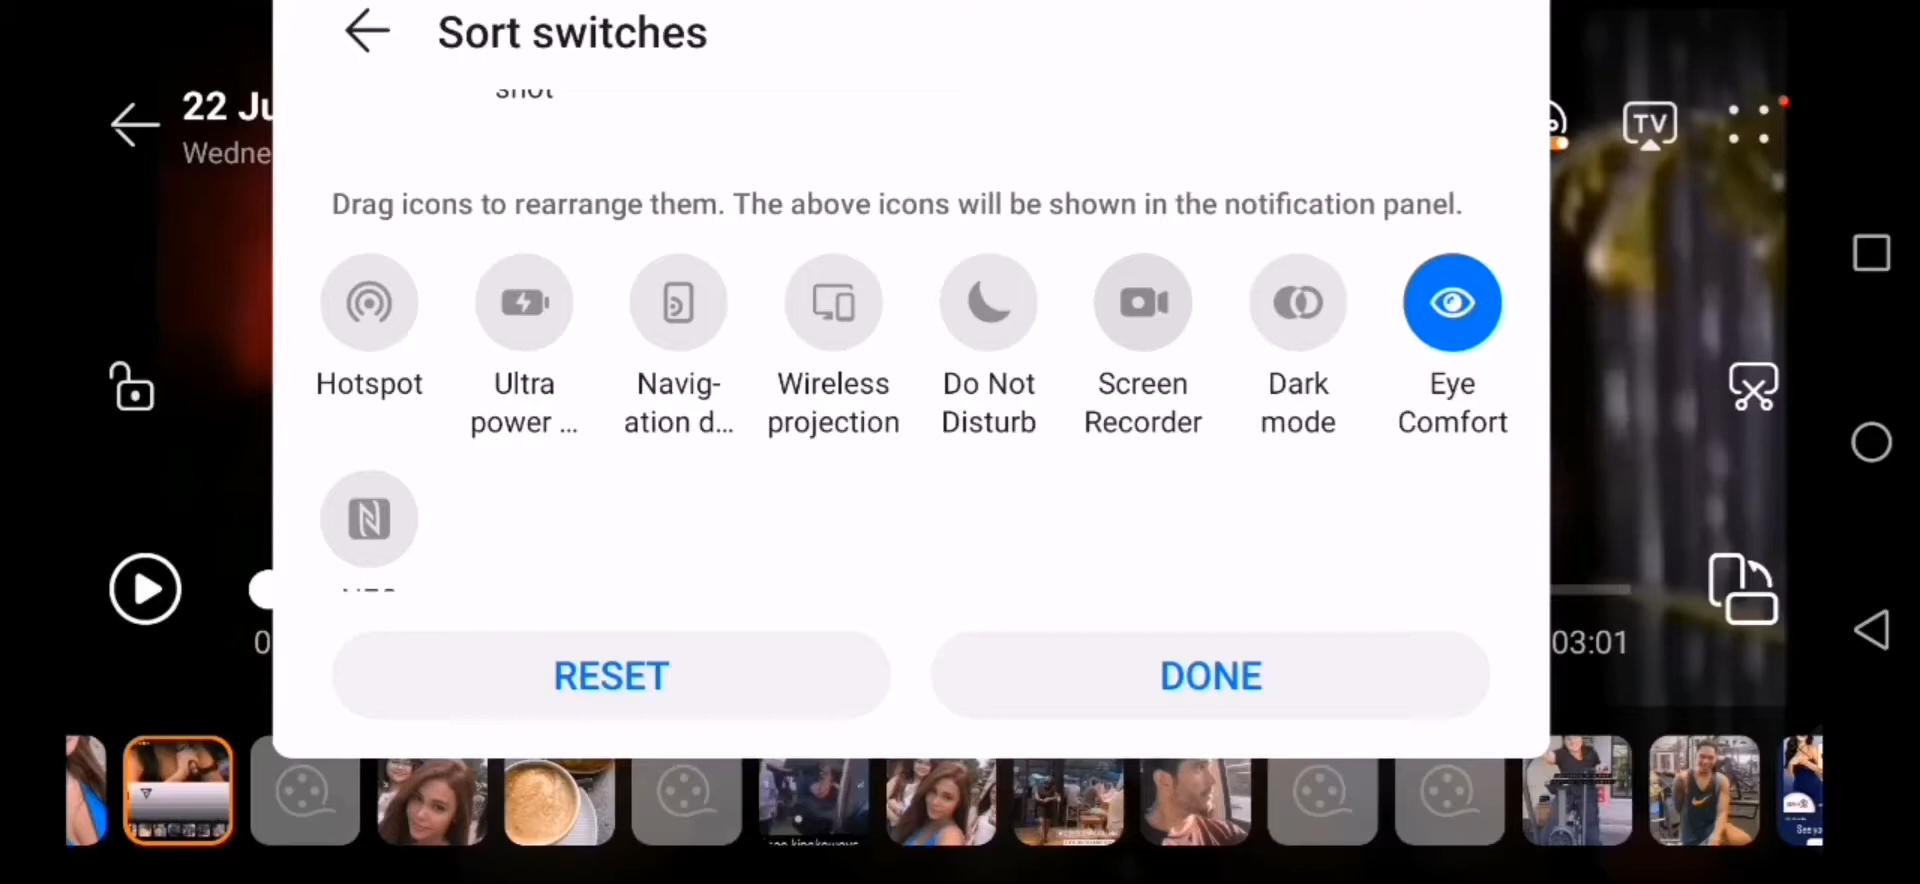 Sort switches
22 Ju
Wedne
TV
Drag icons to rearrange them. The above icons will be shown in the notification panel.
Hotspot
Ultra
power ...
Navig-
ation d...
Wireless
projection
Do Not
Disturb
Screen
Recorder
Dark
mode
Eye
Comfort
03:01
RESET
DONE